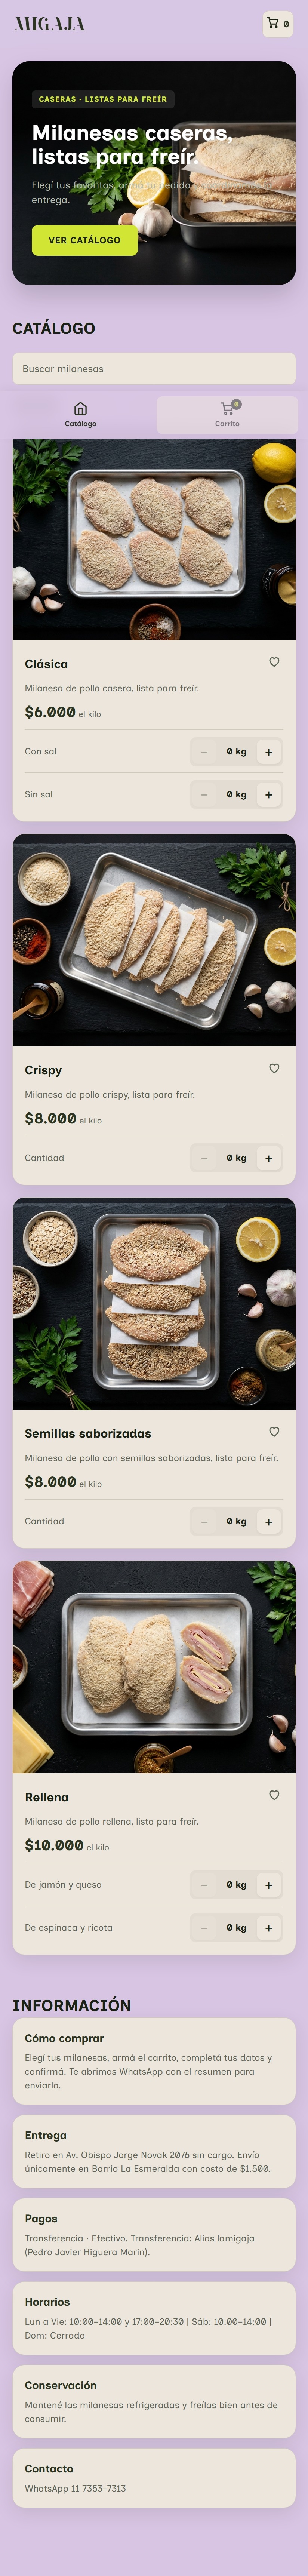 MIGAJA
0
CASERAS · LISTAS PARA FREÍR
Milanesas caseras,
listas para freír.
Elegí tus favoritas, armá tu pedido
entrega.
VER CATÁLOGO
CATÁLOGO
Buscar milanesas
Catálogo
0
Carrito
Clásica
Milanesa de pollo casera, lista para freír.
$6.000 el kilo
Con sal − 0 kg +
Sin sal − 0 kg +
Crispy
Milanesa de pollo crispy, lista para freír.
$8.000 el kilo
Cantidad − 0 kg +
Semillas saborizadas
Milanesa de pollo con semillas saborizadas, lista para freír.
$8.000 el kilo
Cantidad − 0 kg +
Rellena
Milanesa de pollo rellena, lista para freír.
$10.000 el kilo
De jamón y queso − 0 kg +
De espinaca y ricota − 0 kg +
INFORMACIÓN
Cómo comprar
Elegí tus milanesas, armá el carrito, completá tus datos y
confirmá. Te abrimos WhatsApp con el resumen para
enviarlo.
Entrega
Retiro en Av. Obispo Jorge Novak 2076 sin cargo. Envío
únicamente en Barrio La Esmeralda con costo de $1.500.
Pagos
Transferencia · Efectivo. Transferencia: Alias lamigaja
(Pedro Javier Higuera Marin).
Horarios
Lun a Vie: 10:00–14:00 y 17:00–20:30 | Sáb: 10:00–14:00 |
Dom: Cerrado
Conservación
Mantené las milanesas refrigeradas y freílas bien antes de
consumir.
Contacto
WhatsApp 11 7353-7313